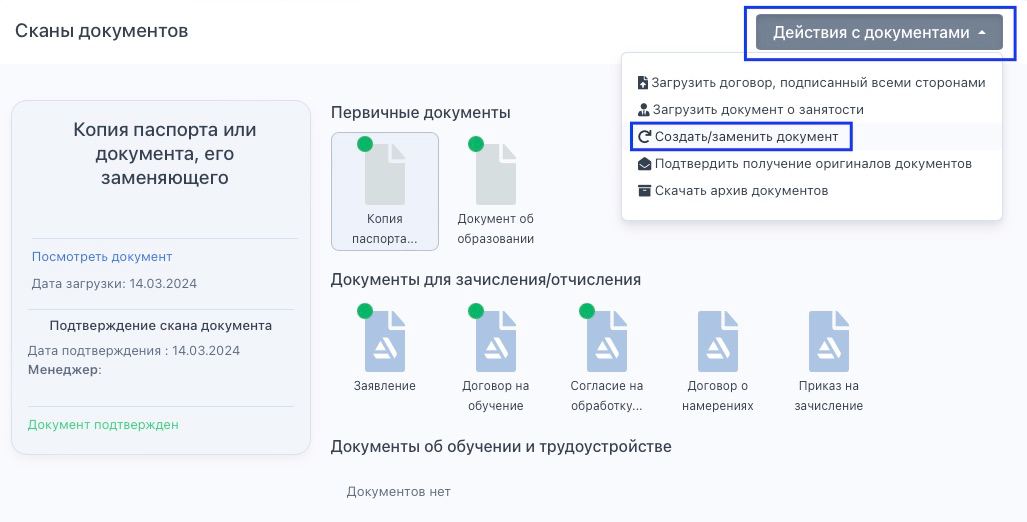 Сканы документов
Действия с документами
Загрузить договор, подписанный всеми сторонами
Загрузить документ о занятости
Создать/заменить документ
Подтвердить получение оригиналов документов
Скачать архив документов
Копия паспорта или
документа, его
заменяющего
Посмотреть документ
Дата загрузки: 14.03.2024
Подтверждение скана документа
Дата подтверждения : 14.03.2024
Менеджер:
Документ подтвержден
Первичные документы
Копия
паспорта...
Документ об
образовании
Документы для зачисления/отчисления
Заявление
Договор на
обучение
Согласие на
обработку...
Договор о
намерениях
Приказ на
зачисление
Документы об обучении и трудоустройстве
Документов нет